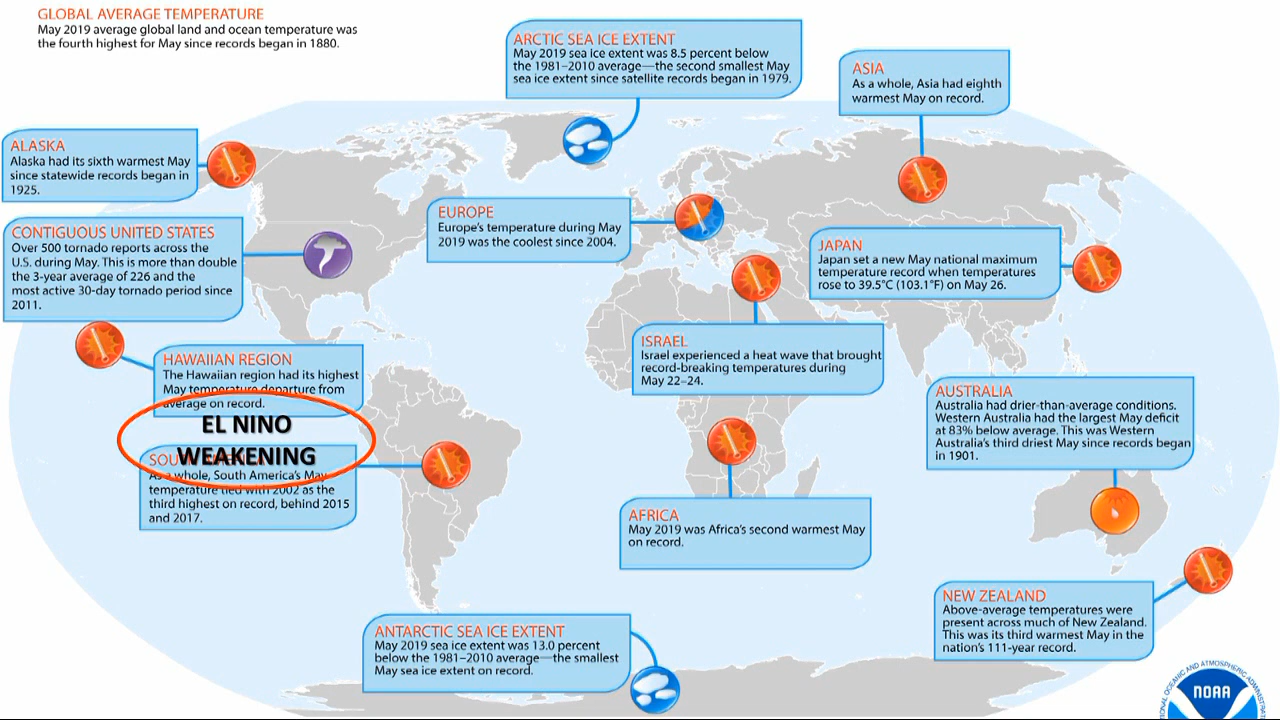 GLOBAL AVERAGE TEMPERATURE
May 2019 average global land and ocean temperature was
the fourth highest for May since records began in 1880.
ARCTIC SEA ICE EXTENT
May 2019 sea ice extent was 8.5 percent below
the 1981–2010 average—the second smallest May
sea ice extent since satellite records began in 1979.
ASIA
As a whole, Asia had eighth
warmest May on record.
ALASKA
Alaska had its sixth warmest May
since statewide records began in
1925.
EUROPE
Europe's temperature during May
2019 was the coolest since 2004.
CONTIGUOUS UNITED STATES
Over 500 tornado reports across the
U.S. during May. This is more than double
the 3-year average of 226 and the
most active 30-day tornado period since
2011.
JAPAN
Japan set a new May national maximum
temperature record when temperatures
rose to 39.5°C (103.1°F) on May 26.
HAWAIIAN REGION
The Hawaiian region had its highest
May temperature departure from
average on record.
EL NINO
WEAKENING
ISRAEL
Israel experienced a heat wave that brought
record-breaking temperatures during
May 22–24.
AUSTRALIA
Australia had drier-than-average conditions.
Western Australia had the largest May deficit
at 83% below average. This was Western
Australia's third driest May since records began
in 1901.
As a whole, South America's May
temperature tied with 2002 as the
third highest on record, behind 2015
and 2017.
AFRICA
May 2019 was Africa's second warmest May
on record.
NEW ZEALAND
Above-average temperatures were
present across much of New Zealand.
This was its third warmest May in the
nation's 111-year record.
ANTARCTIC SEA ICE EXTENT
May 2019 sea ice extent was 13.0 percent
below the 1981–2010 average—the smallest
May sea ice extent on record.
OCEANIC AND ATMOSPHERIC
NOAA